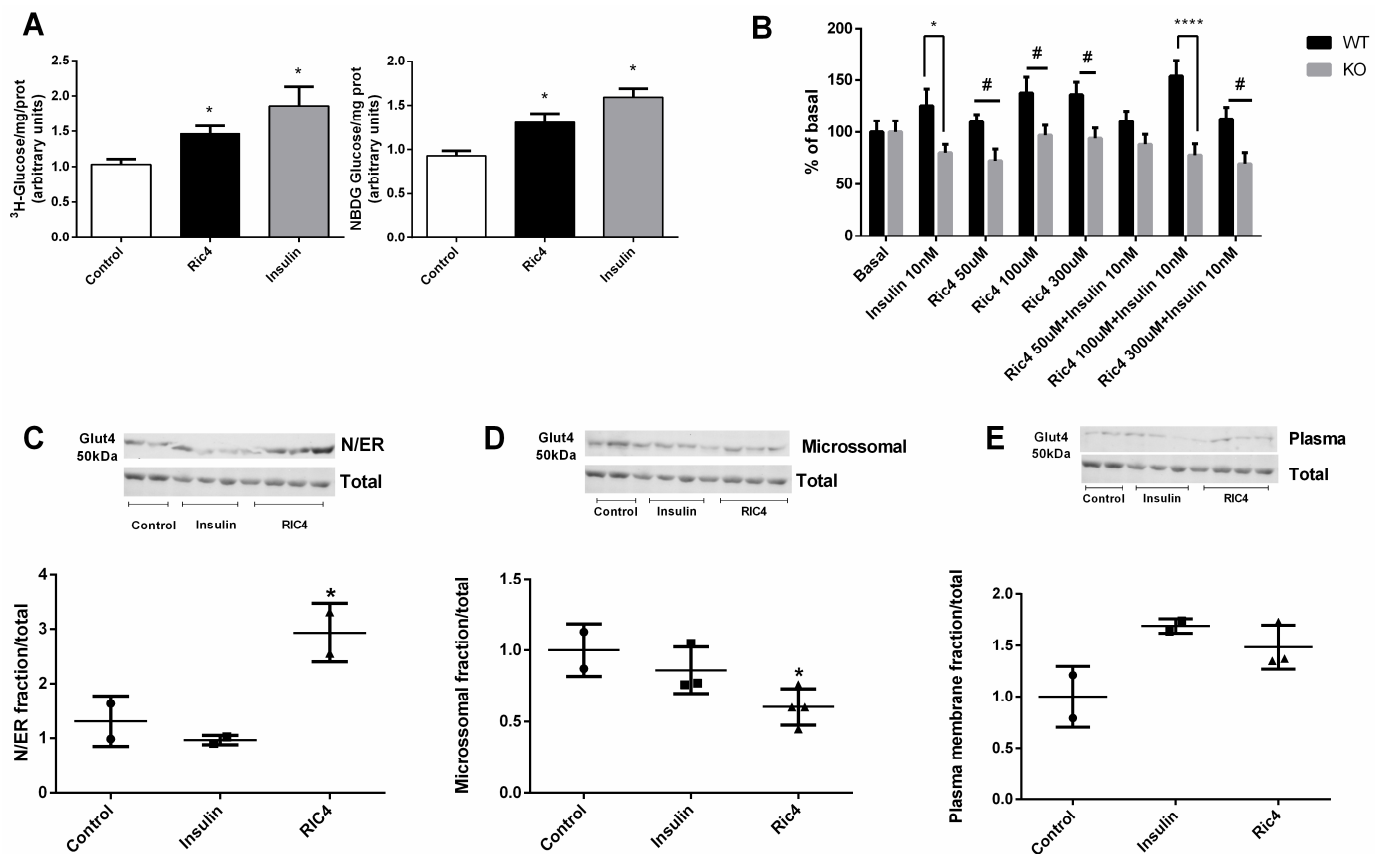 A
³H-Glucose/mg/prot
(arbitrary units)
2.5
2.0
1.5
1.0
0.5
0.0
Control
Ric4
Insulin
*
*
NBDG Glucose/mg prot
(arbitrary units)
2.0
1.5
1.0
0.5
0.0
Control
Ric4
Insulin
*
*
B
% of basal
200
150
100
50
0
*
#
#
#
****
#
WT
KO
Basal
Insulin 10nM
Ric4 50uM
Ric4 100uM
Ric4 300uM
Ric4 50uM+Insulin 10nM
Ric4 100uM+Insulin 10nM
Ric4 300uM+Insulin 10nM
C
Glut4
50kDa
N/ER
Total
Control
Insulin
RIC4
N/ER fraction/total
4
3
2
1
0
*
Control
Insulin
RIC4
D
Glut4
50kDa
Microssomal
Total
Control
Insulin
RIC4
Microssomal fraction/total
1.5
1.0
0.5
0.0
*
Control
Insulin
Ric4
E
Glut4
50kDa
Plasma
Total
Control
Insulin
RIC4
Plasma membrane fraction/total
2.0
1.5
1.0
0.5
0.0
Control
Insulin
Ric4